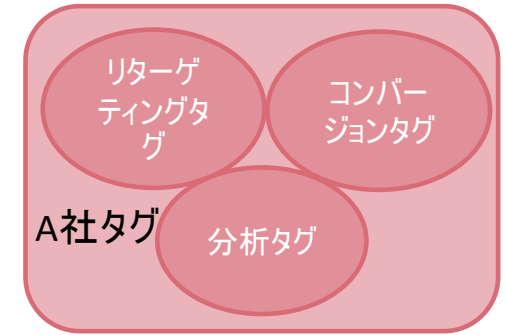 リターゲ
ティングタ
グ
コンバー
ジョンタグ
A社タグ
分析タグ